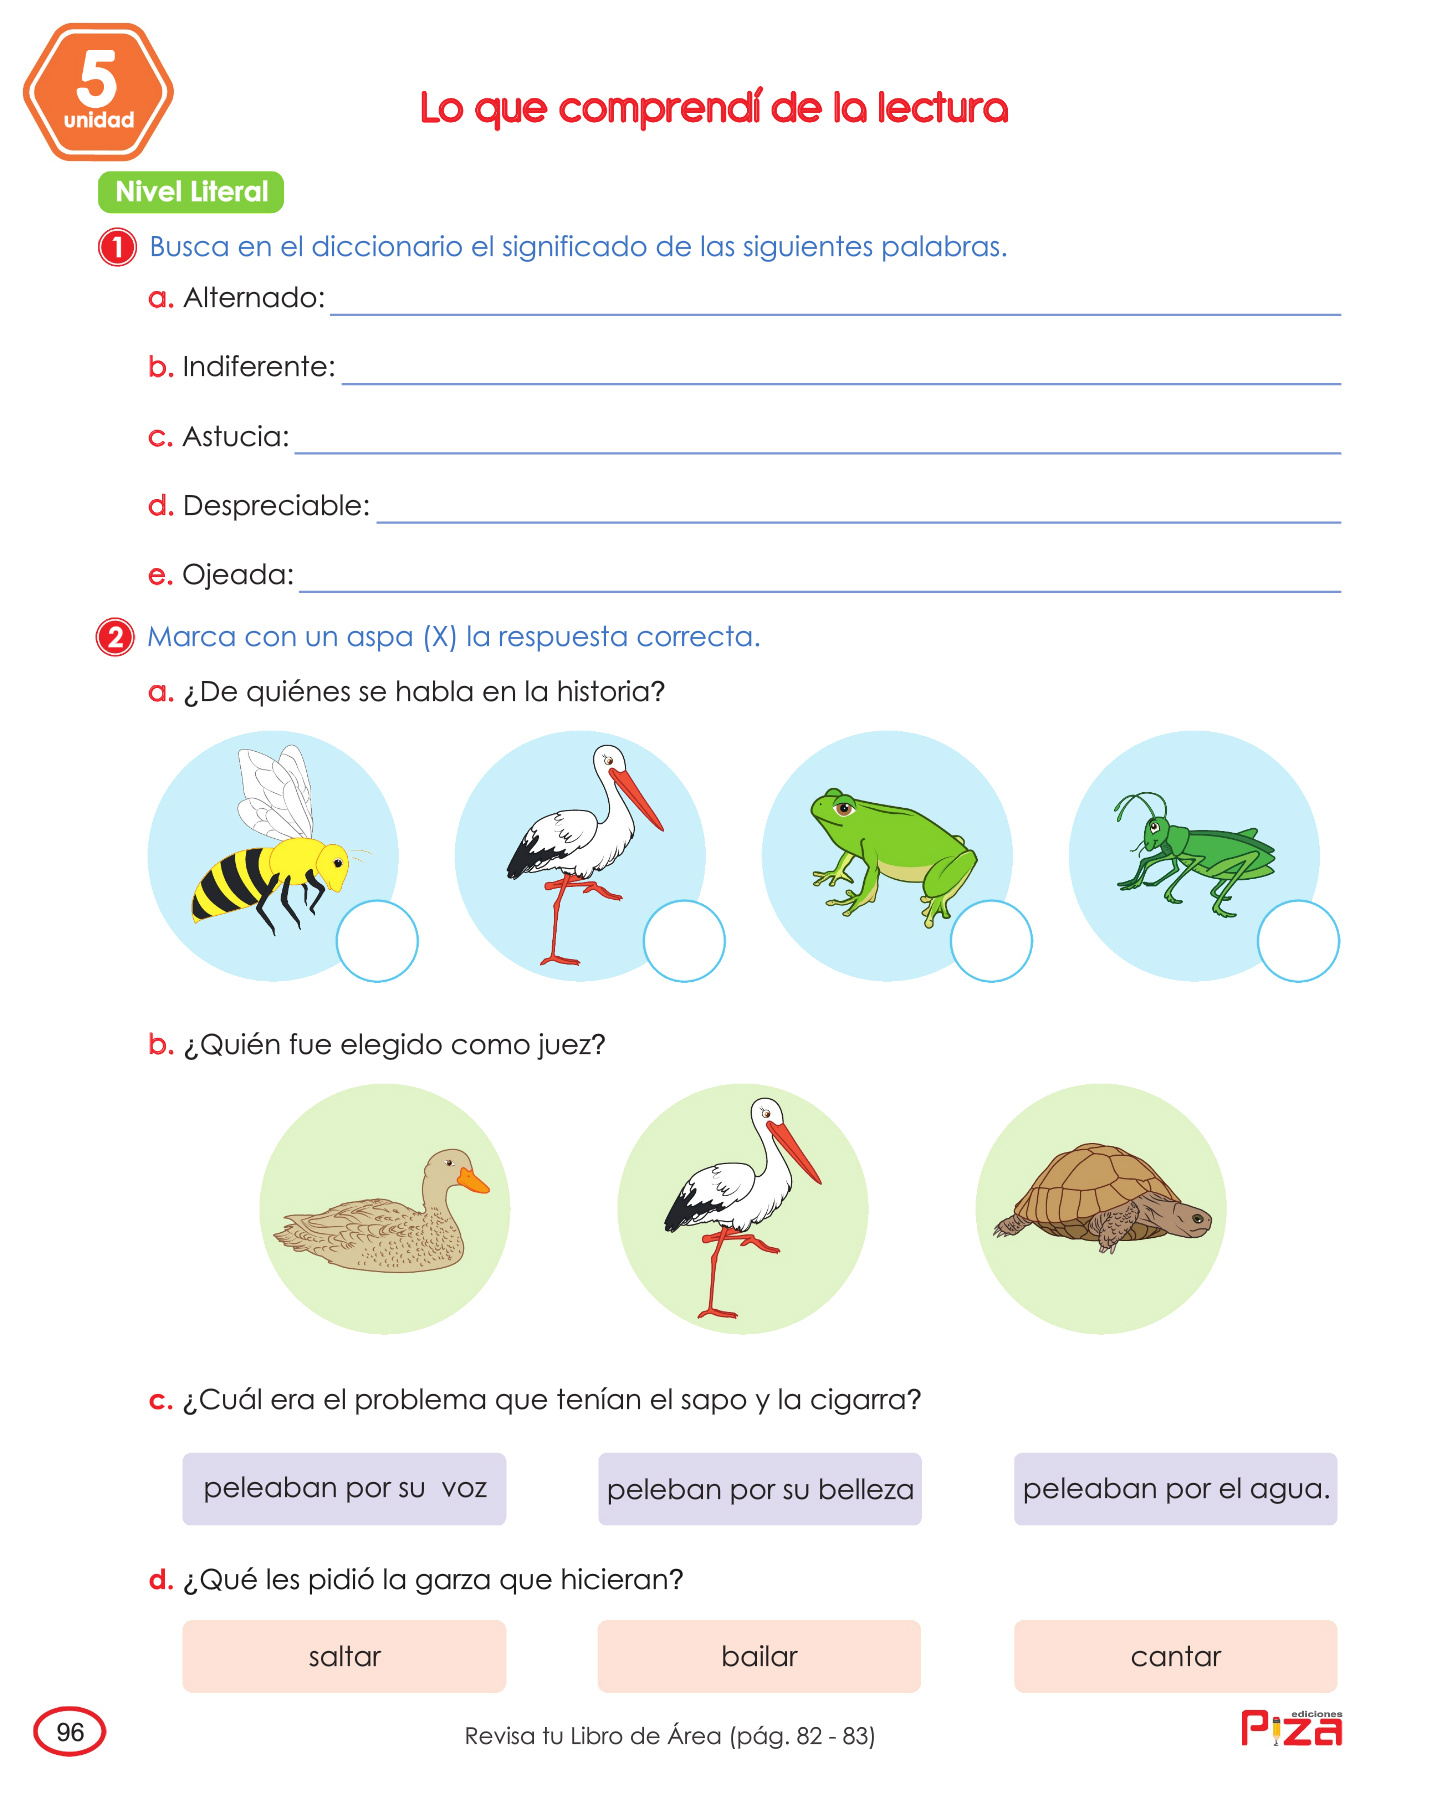 5
unidad
Lo que comprendí de la lectura
Nivel Literal
1 Busca en el diccionario el significado de las siguientes palabras.
a. Alternado:
b. Indiferente:
c. Astucia:
d. Despreciable:
e. Ojeada:
2 Marca con un aspa (X) la respuesta correcta.
a. ¿De quiénes se habla en la historia?
b. ¿Quién fue elegido como juez?
c. ¿Cuál era el problema que tenían el sapo y la cigarra?
peleaban por su voz
peleban por su belleza
peleaban por el agua.
d. ¿Qué les pidió la garza que hicieran?
saltar
bailar
cantar
96
Revisa tu Libro de Área (pág. 82 - 83)
ediciones
Piza